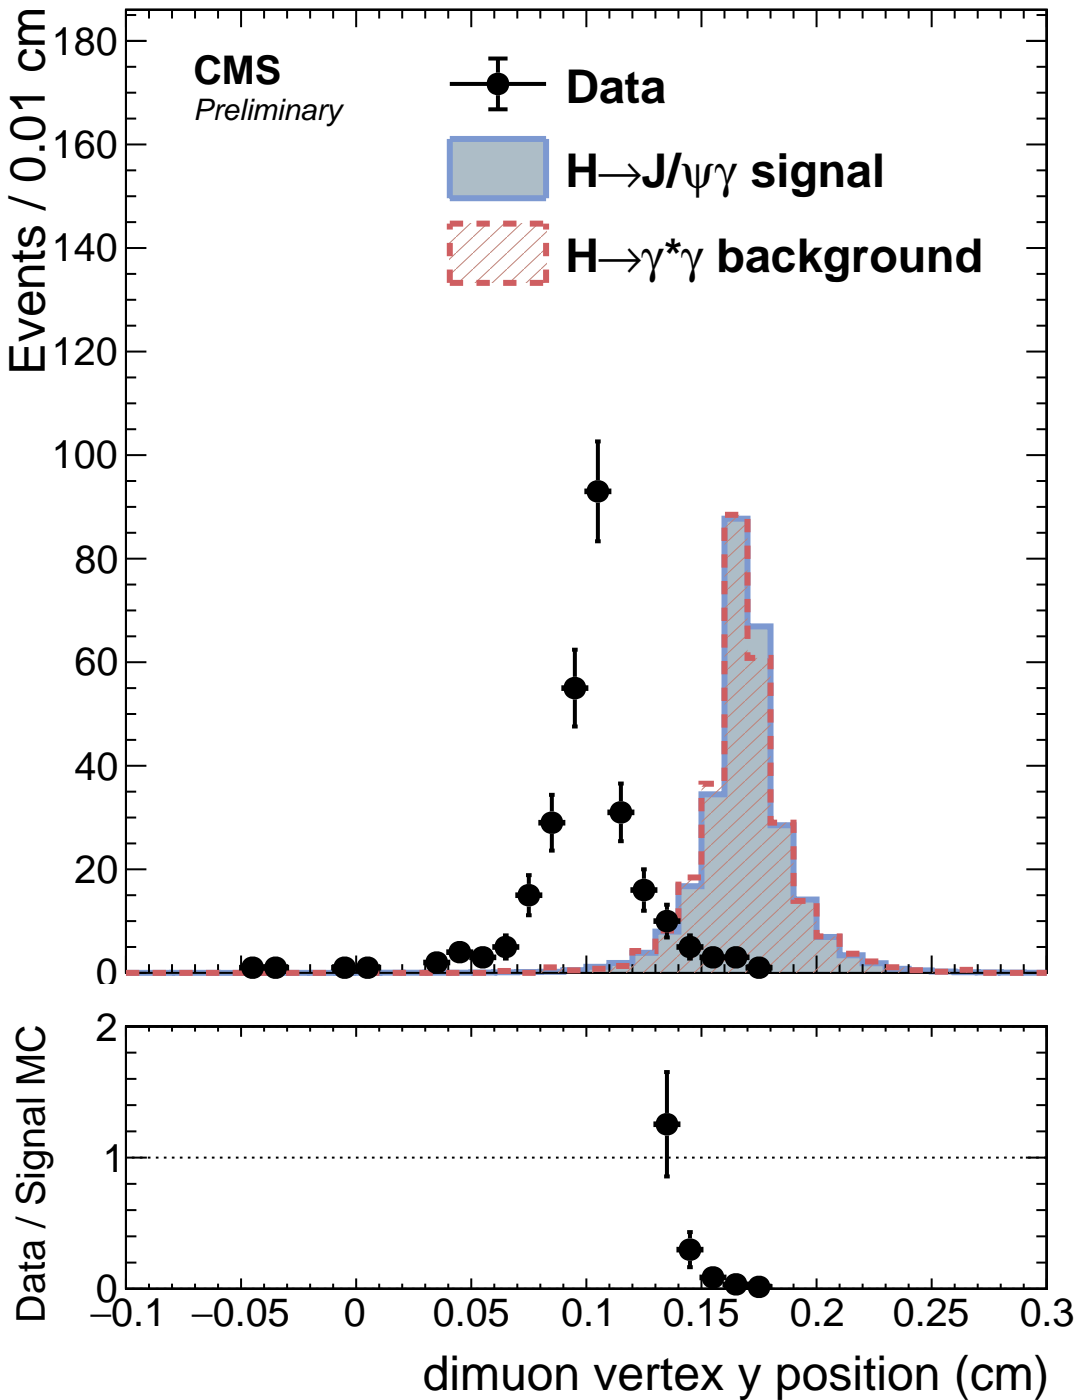 Events / 0.01 cm
180
160
140
120
100
80
60
40
20
0
CMS
Preliminary
Data
H→J/ψγ signal
H→γ*γ background
Data / Signal MC
2
1
0
−0.1 −0.05 0 0.05 0.1 0.15 0.2 0.25 0.3
dimuon vertex y position (cm)